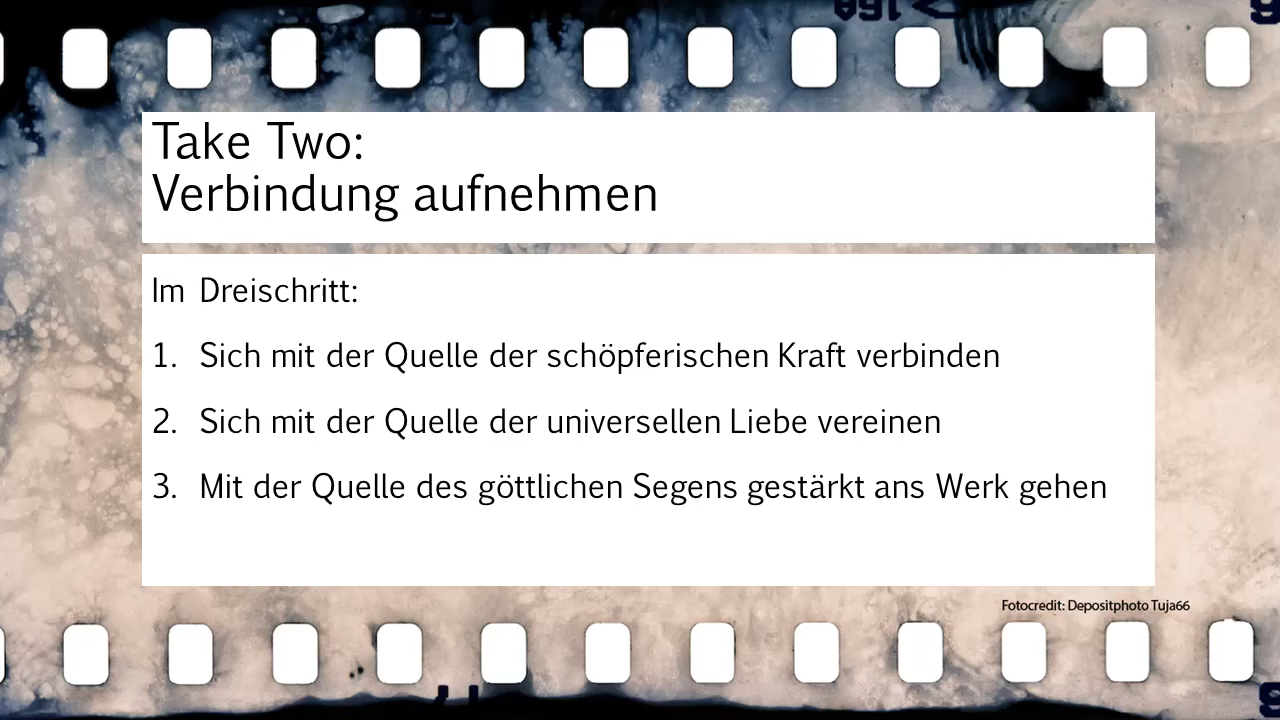 Take Two:
Verbindung aufnehmen
Im Dreischritt:
1. Sich mit der Quelle der schöpferischen Kraft verbinden
2. Sich mit der Quelle der universellen Liebe vereinen
3. Mit der Quelle des göttlichen Segens gestärkt ans Werk gehen
Fotocredit: Depositphoto Tuja66